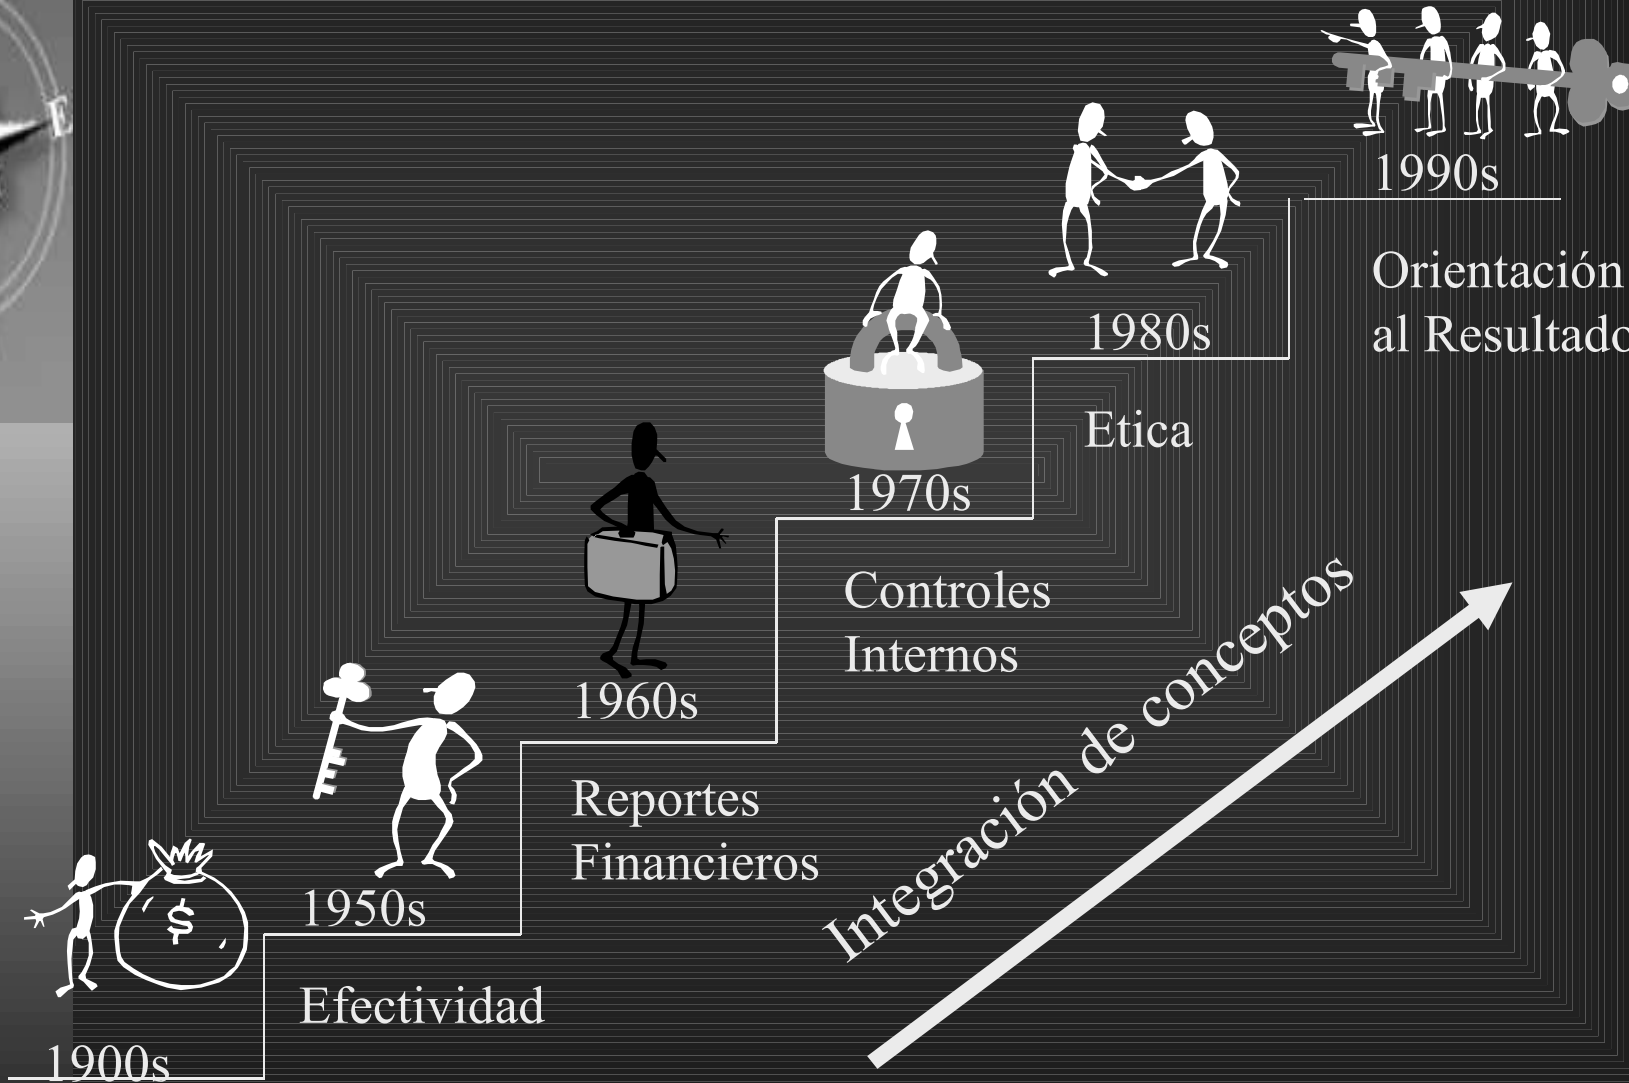 E
1990s
Orientación
al Resultado
1980s
Etica
1970s
Controles
Internos
1960s
Reportes
Financieros
1950s
Efectividad
$
1900s
Integración de conceptos